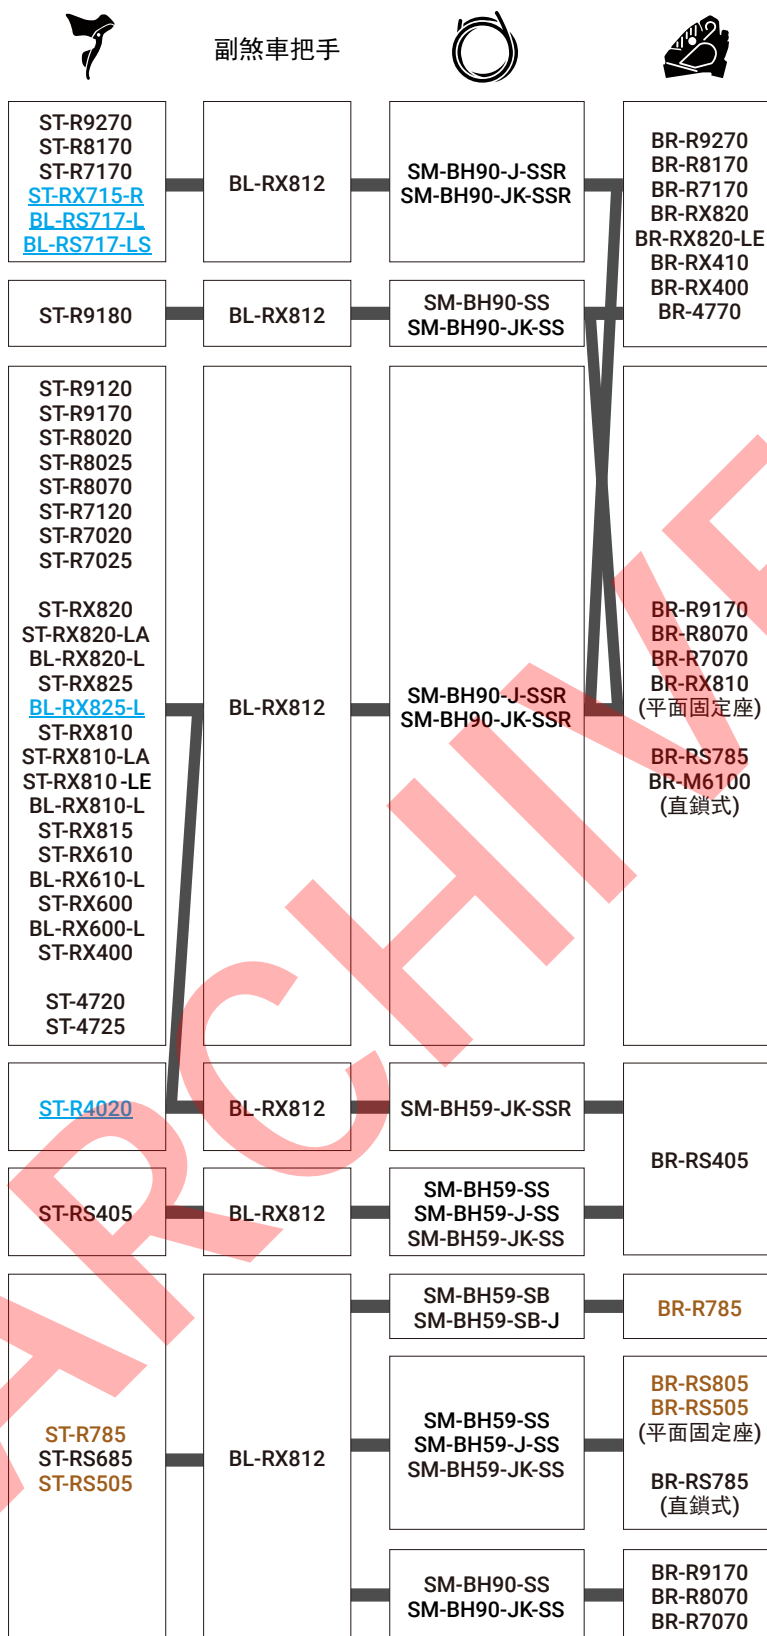 副煞車把手
ST-R9270
ST-R8170
ST-R7170
ST-RX715-R
BL-RS717-L
BL-RS717-LS
BL-RX812
SM-BH90-J-SSR
SM-BH90-JK-SSR
BR-R9270
BR-R8170
BR-R7170
BR-RX820
BR-RX820-LE
BR-RX410
BR-RX400
BR-4770
ST-R9180
BL-RX812
SM-BH90-SS
SM-BH90-JK-SS
ST-R9120
ST-R9170
ST-R8020
ST-R8025
ST-R8070
ST-R7120
ST-R7020
ST-R7025
ST-RX820
ST-RX820-LA
BL-RX820-L
ST-RX825
BL-RX825-L
ST-RX810
ST-RX810-LA
ST-RX810-LE
BL-RX810-L
ST-RX815
ST-RX610
BL-RX610-L
ST-RX600
BL-RX600-L
ST-RX400
ST-4720
ST-4725
BL-RX812
SM-BH90-J-SSR
SM-BH90-JK-SSR
BR-R9170
BR-R8070
BR-R7070
BR-RX810
(平面固定座)
BR-RS785
BR-M6100
(直鎖式)
ST-R4020
BL-RX812
SM-BH59-JK-SSR
BR-RS405
ST-RS405
BL-RX812
SM-BH59-SS
SM-BH59-J-SS
SM-BH59-JK-SS
ST-R785
ST-RS685
ST-RS505
BL-RX812
SM-BH59-SB
SM-BH59-SB-J
BR-R785
SM-BH59-SS
SM-BH59-J-SS
SM-BH59-JK-SS
BR-RS805
BR-RS505
(平面固定座)
BR-RS785
(直鎖式)
SM-BH90-SS
SM-BH90-JK-SS
BR-R9170
BR-R8070
BR-R7070
ARCHIVE